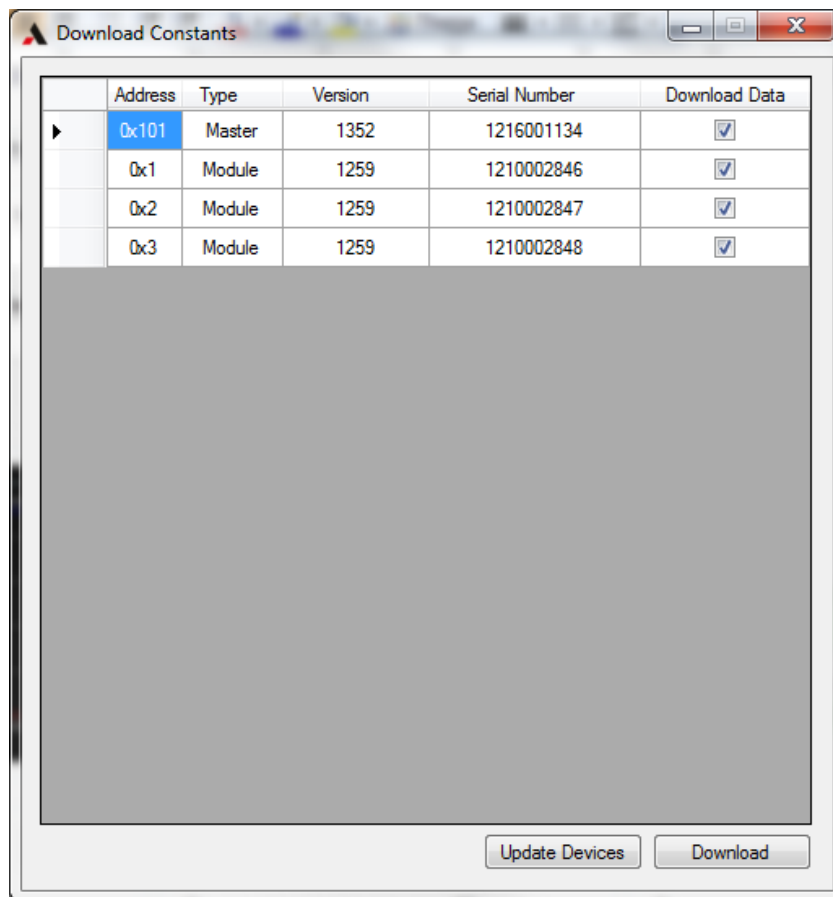 Download Constants
Address Type Version Serial Number Download Data
0x101 Master 1352 1216001134
0x1 Module 1259 1210002846
0x2 Module 1259 1210002847
0x3 Module 1259 1210002848
Update Devices Download